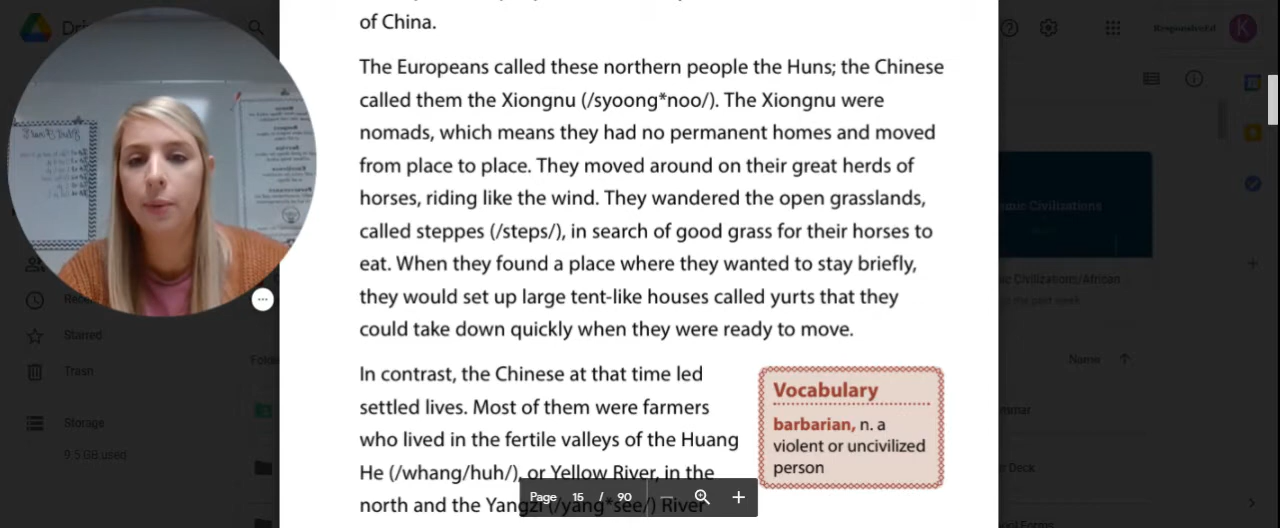 of China.
The Europeans called these northern people the Huns; the Chinese
called them the Xiongnu (/syoong*noo/). The Xiongnu were
nomads, which means they had no permanent homes and moved
from place to place. They moved around on their great herds of
horses, riding like the wind. They wandered the open grasslands,
called steppes (/steps/), in search of good grass for their horses to
eat. When they found a place where they wanted to stay briefly,
they would set up large tent-like houses called yurts that they
could take down quickly when they were ready to move.
In contrast, the Chinese at that time led
settled lives. Most of them were farmers
who lived in the fertile valleys of the Huang
He (/whang/huh/), or Yellow River, in the
north and the Yangzi (/yang*see/) River
Vocabulary
barbarian, n. a
violent or uncivilized
person
Page 15 / 90
Starred
Trash
Storage
9.5 GB used
K
Civilizations
Civilizations/African
the past week
Name